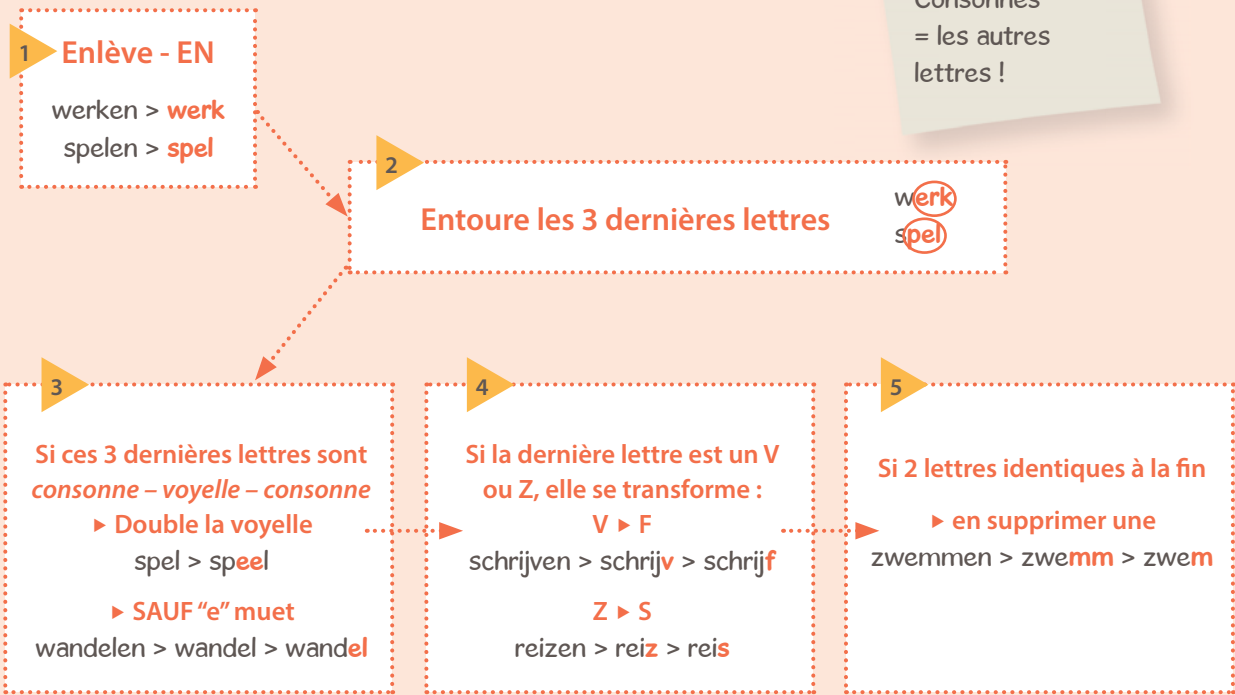 Consonnes
= les autres
lettres !
1
Enlève - EN
werken > werk
spelen > spel
2
Entoure les 3 dernières lettres
werk
spel
3
Si ces 3 dernières lettres sont
consonne – voyelle – consonne
▸ Double la voyelle
spel > speel
▸ SAUF "e" muet
wandelen > wandel > wandel
4
Si la dernière lettre est un V
ou Z, elle se transforme :
V ▸ F
schrijven > schrijv > schrijf
Z ▸ S
reizen > reiz > reis
5
Si 2 lettres identiques à la fin
▸ en supprimer une
zwemmen > zwemm > zwem